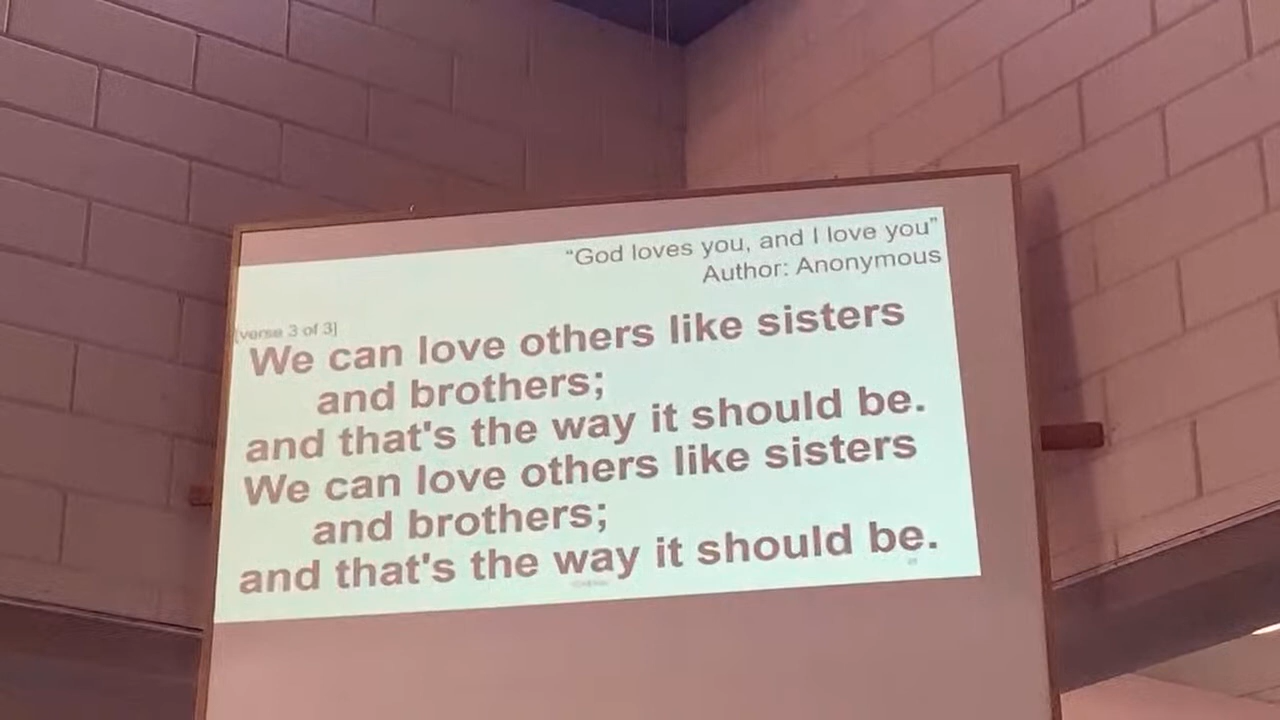 “God loves you, and I love you”
Author: Anonymous
[verse 3 of 3]
We can love others like sisters
and brothers;
and that's the way it should be.
We can love others like sisters
and brothers;
and that's the way it should be.